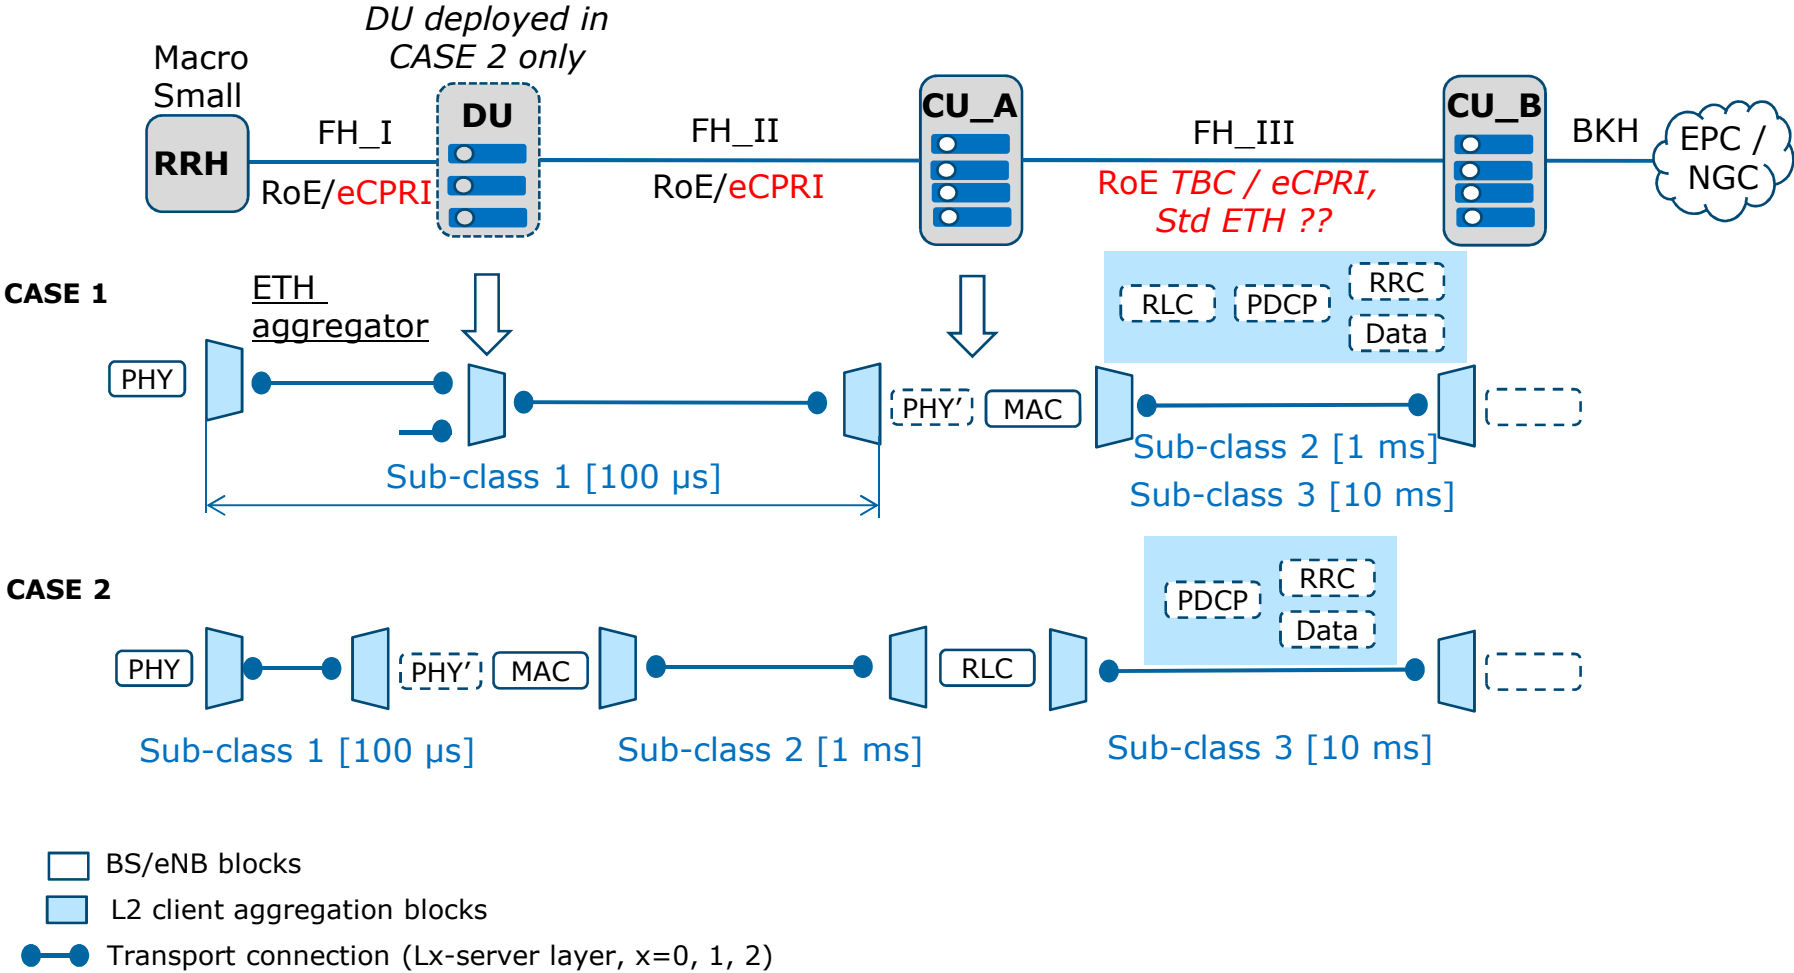 DU deployed in
CASE 2 only
Macro
Small
RRH
FH_I
RoE/eCPRI
DU
FH_II
RoE/eCPRI
CU_A
FH_III
RoE TBC / eCPRI,
Std ETH ??
CU_B
BKH
EPC /
NGC
CASE 1
ETH
aggregator
RLC
PDCP
RRC
Data
PHY
PHY’
MAC
Sub-class 1 [100 µs]
Sub-class 2 [1 ms]
Sub-class 3 [10 ms]
CASE 2
PDCP
RRC
Data
PHY
PHY’
MAC
RLC
Sub-class 1 [100 µs]
Sub-class 2 [1 ms]
Sub-class 3 [10 ms]
BS/eNB blocks
L2 client aggregation blocks
Transport connection (Lx-server layer, x=0, 1, 2)